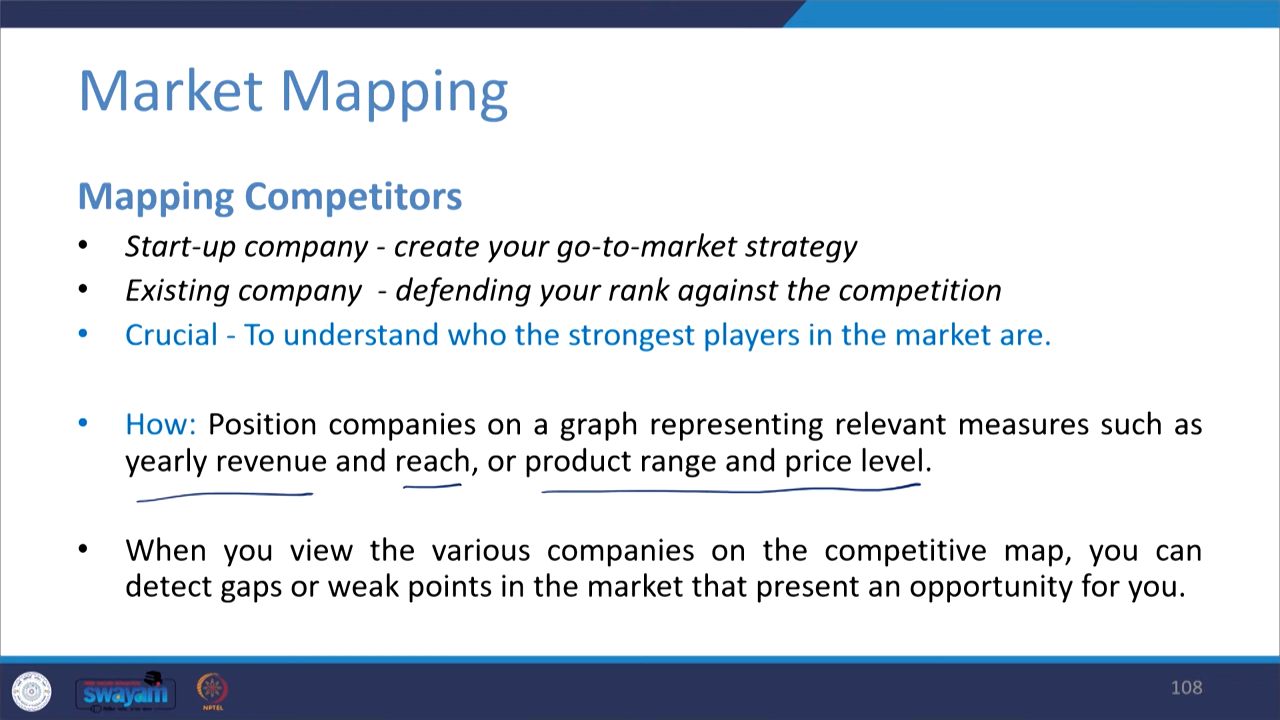 Market Mapping
Mapping Competitors
• Start-up company - create your go-to-market strategy
• Existing company - defending your rank against the competition
• Crucial - To understand who the strongest players in the market are.
• How: Position companies on a graph representing relevant measures such as
yearly revenue and reach, or product range and price level.
• When you view the various companies on the competitive map, you can
detect gaps or weak points in the market that present an opportunity for you.
swayam
NPTEL
108